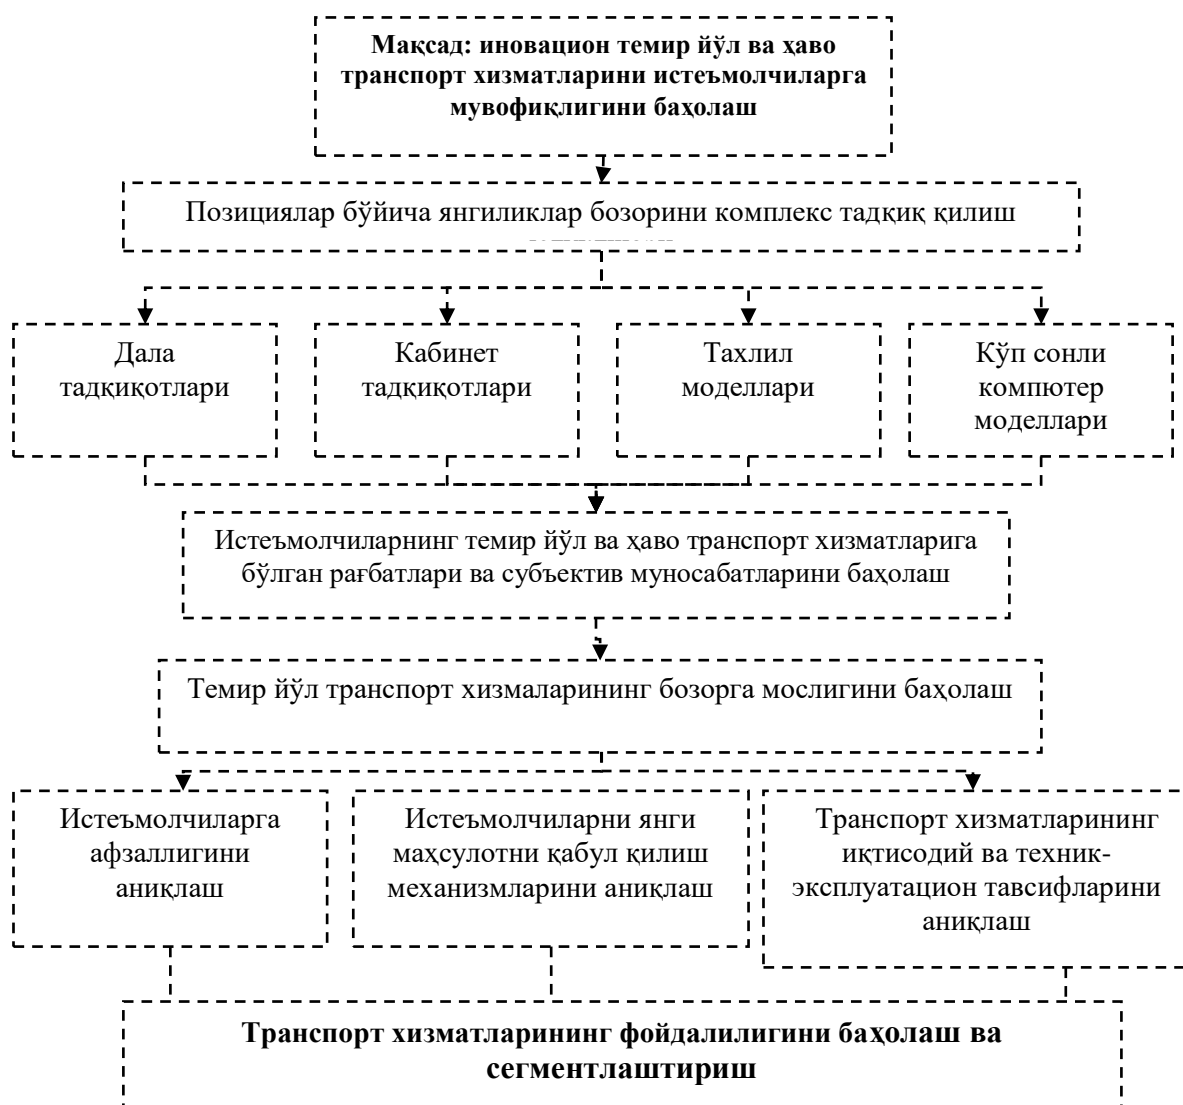 Мақсад: иновацион темир йўл ва ҳаво
транспорт хизматларини истеъмолчиларга
мувофиқлигини баҳолаш
Позициялар бўйича янгиликлар бозорини комплекс тадқиқ қилиш
Дала
тадқиқотлари
Кабинет
тадқиқотлари
Тахлил
моделлари
Кўп сонли
компютер
моделлари
Истеъмолчиларнинг темир йўл ва ҳаво транспорт хизматларига
бўлган рағбатлари ва субъектив муносабатларини баҳолаш
Темир йўл транспорт хизмаларининг бозорга мослигини баҳолаш
Истеъмолчиларга
афзаллигини
аниқлаш
Истеъмолчиларни янги
маҳсулотни қабул қилиш
механизмларини аниқлаш
Транспорт хизматларининг
иқтисодий ва техник-
эксплуатацион тавсифларини
аниқлаш
Транспорт хизматларининг фойдалилигини баҳолаш ва
сегментлаштириш